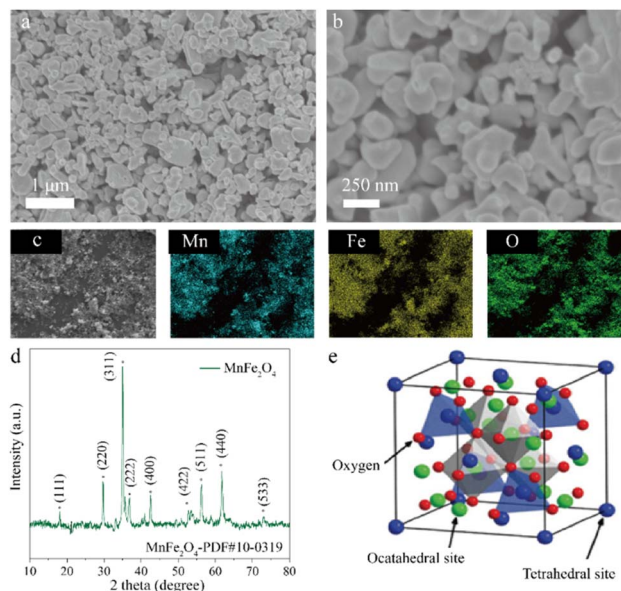 a
1 μm
b
250 nm
c
Mn
Fe
O
d
MnFe₂O₄
(111)
(220)
(311)
(222)
(400)
(422)
(511)
(440)
(533)
Intensity (a.u.)
MnFe₂O₄-PDF#10-0319
10 20 30 40 50 60 70 80
2 theta (degree)
e
Oxygen
Ocatahedral site
Tetrahedral site